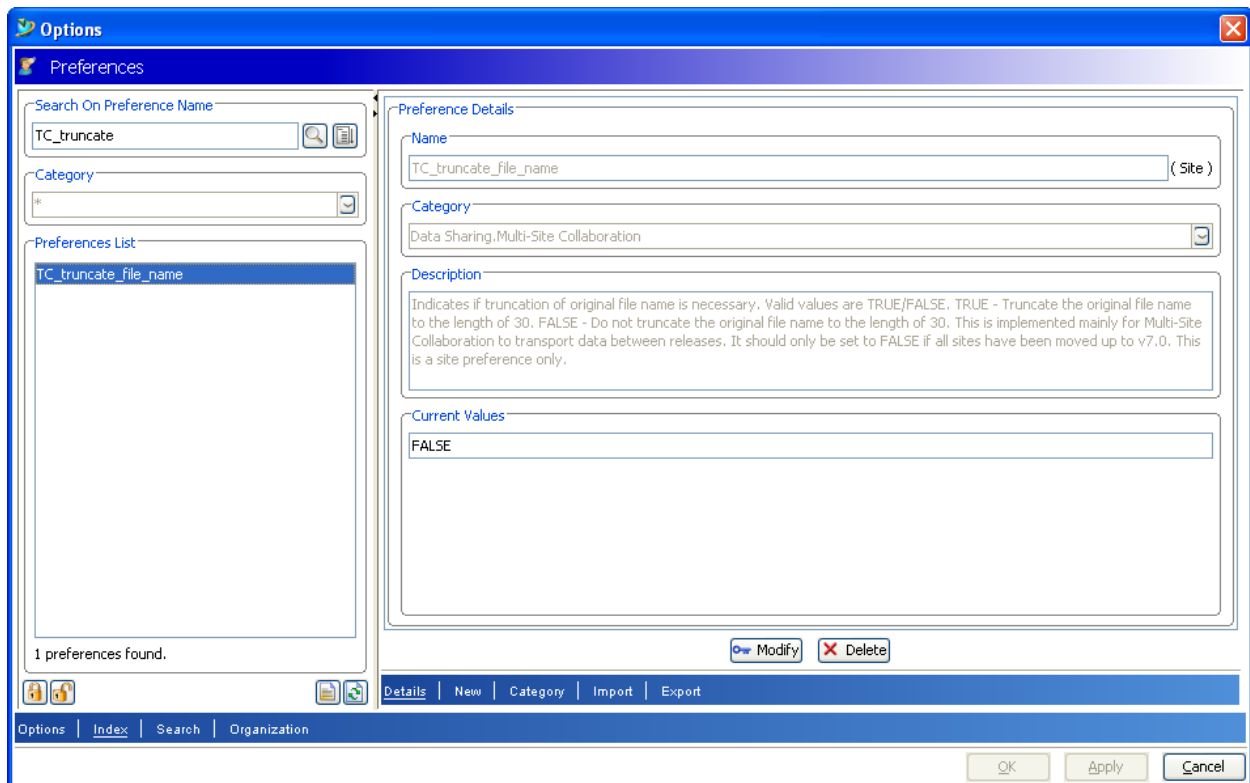 Options
Preferences
Search On Preference Name
TC_truncate
Category
*
Preferences List
TC_truncate_file_name
1 preferences found.
Preference Details
Name
TC_truncate_file_name
( Site )
Category
Data Sharing.Multi-Site Collaboration
Description
Indicates if truncation of original file name is necessary. Valid values are TRUE/FALSE. TRUE - Truncate the original file name
to the length of 30. FALSE - Do not truncate the original file name to the length of 30. This is implemented mainly for Multi-Site
Collaboration to transport data between releases. It should only be set to FALSE if all sites have been moved up to v7.0. This
is a site preference only.
Current Values
FALSE
Modify
Delete
Details | New | Category | Import | Export
Options | Index | Search | Organization
OK
Apply
Cancel